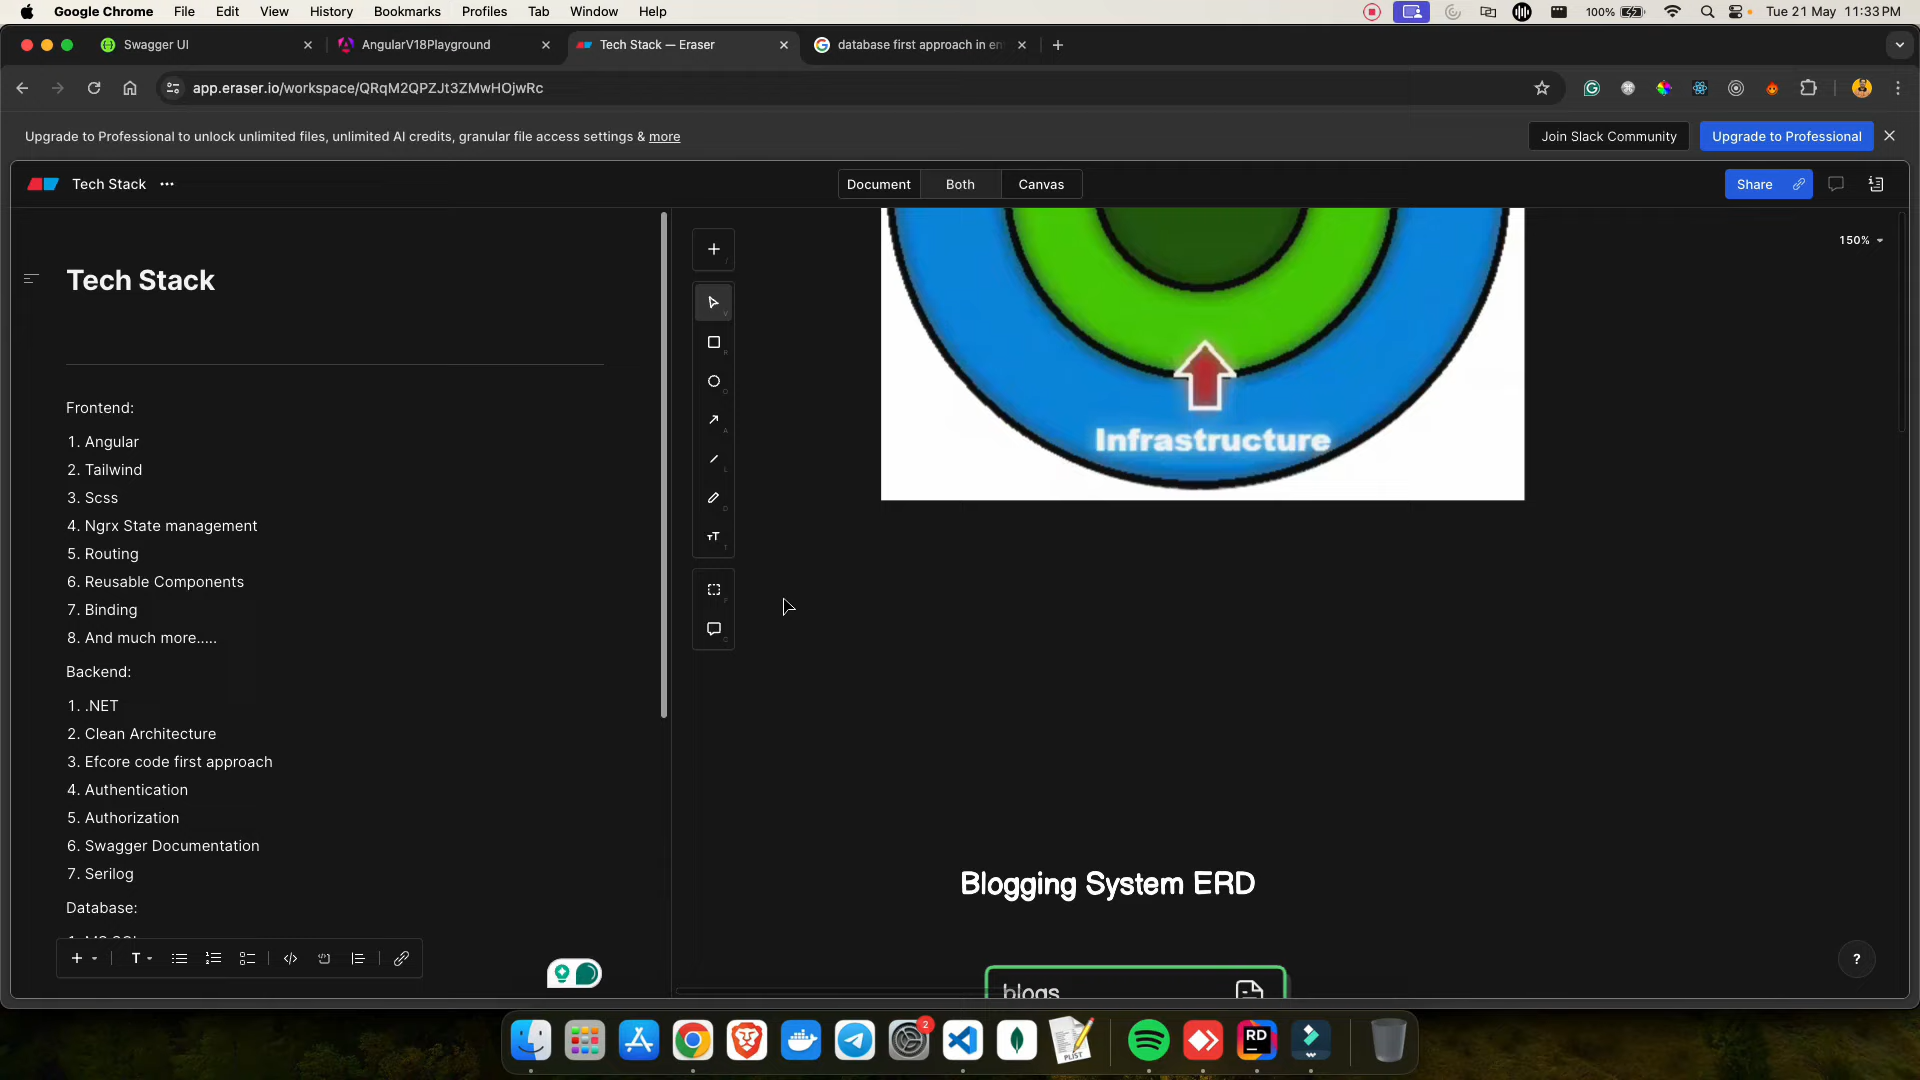 Google Chrome File Edit View History Bookmarks Profiles Tab Window Help 100% Tue 21 May 11:33 PM
Swagger UI AngularV18Playground Tech Stack — Eraser database first approach in en
app.eraser.io/workspace/QRqM2QPZJt3ZMwHOjwRc
Upgrade to Professional to unlock unlimited files, unlimited AI credits, granular file access settings & more Join Slack Community Upgrade to Professional
Tech Stack Document Both Canvas Share
150%
Tech Stack
Frontend:
1. Angular
2. Tailwind
3. Scss
4. Ngrx State management
5. Routing
6. Reusable Components
7. Binding
8. And much more.....
Backend:
1. .NET
2. Clean Architecture
3. Efcore code first approach
4. Authentication
5. Authorization
6. Swagger Documentation
7. Serilog
Database:
Infrastructure
Blogging System ERD
blogs
T
?
2
PLIST
RD